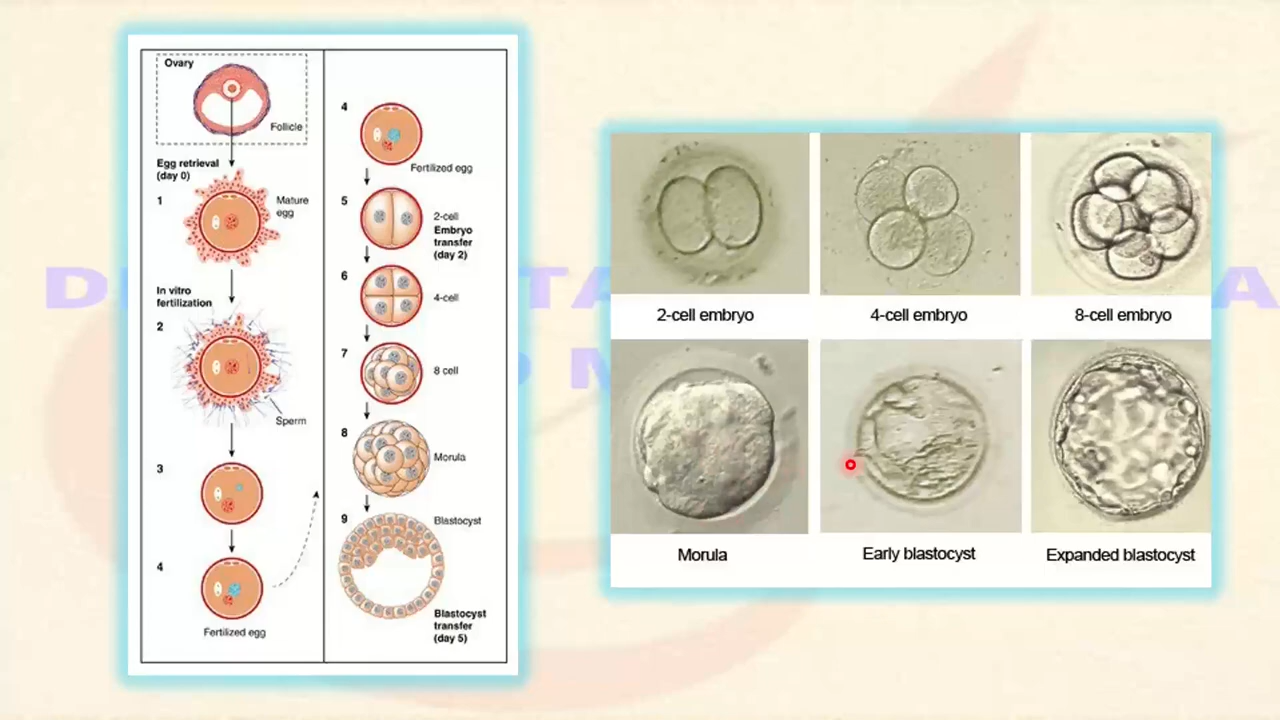 Ovary
Follicle
Egg retrieval
(day 0)
1
Mature
egg
In vitro
fertilization
2
Sperm
3
4
Fertilized egg
4
Fertilized egg
5
2-cell
Embryo
transfer
(day 2)
6
4-cell
7
8 cell
8
Morula
9
Blastocyst
Blastocyst
transfer
(day 5)
2-cell embryo
4-cell embryo
8-cell embryo
Morula
Early blastocyst
Expanded blastocyst